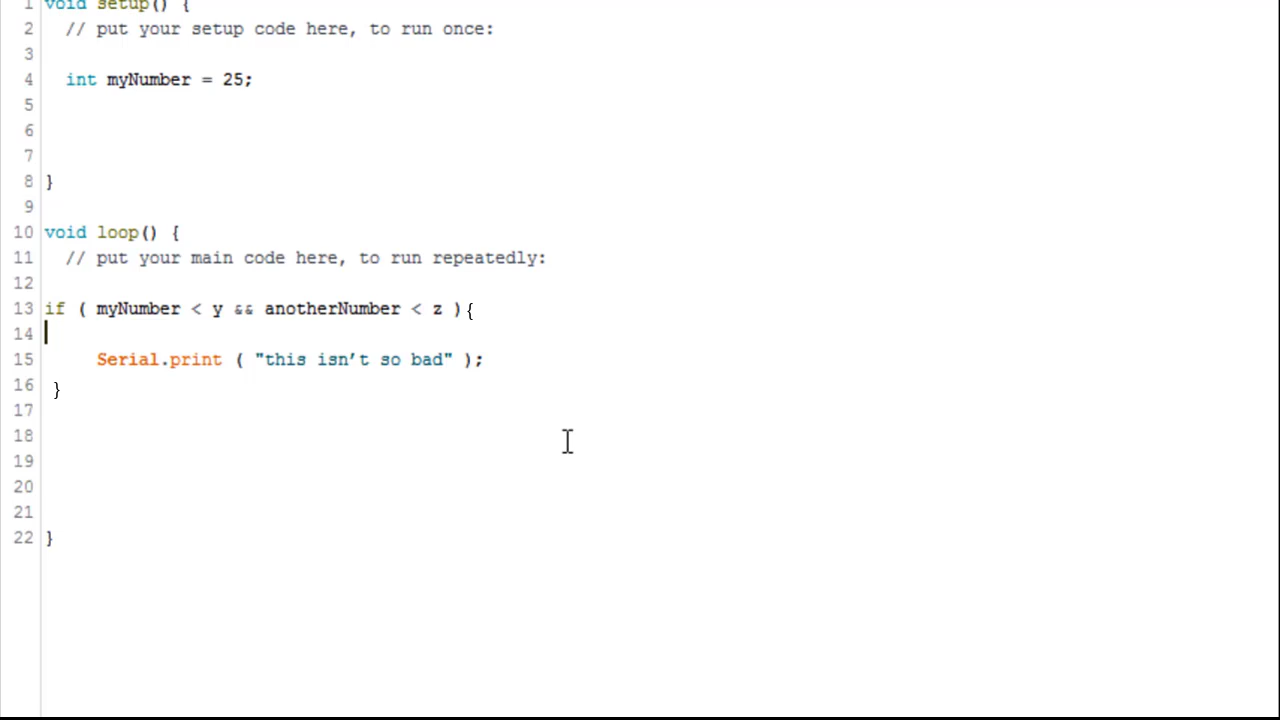 1 void setup() {
2 // put your setup code here, to run once:
3
4 int myNumber = 25;
5
6
7
8 }
9
10 void loop() {
11 // put your main code here, to run repeatedly:
12
13 if ( myNumber < y && anotherNumber < z ){
14
15 Serial.print ( "this isn’t so bad" );
16 }
17
18
19
20
21
22 }